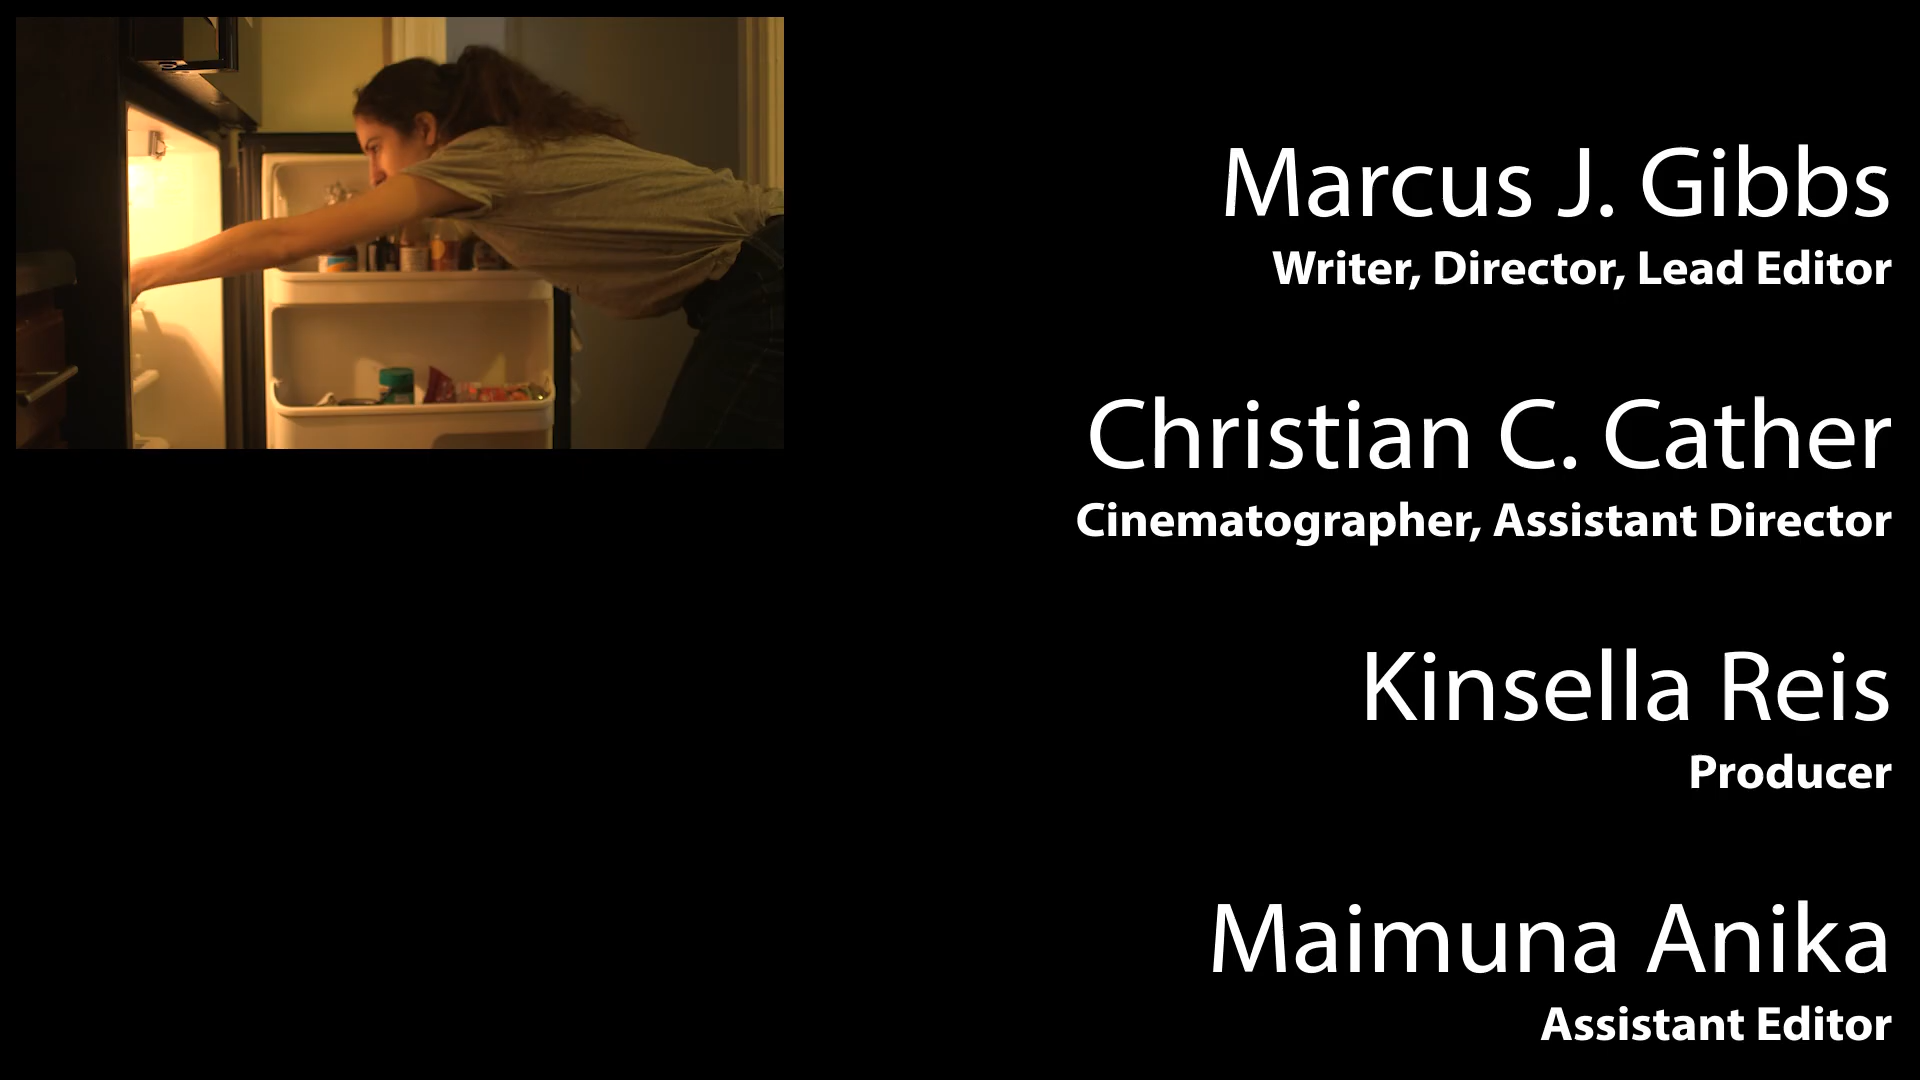 Marcus J. Gibbs
Writer, Director, Lead Editor
Christian C. Cather
Cinematographer, Assistant Director
Kinsella Reis
Producer
Maimuna Anika
Assistant Editor